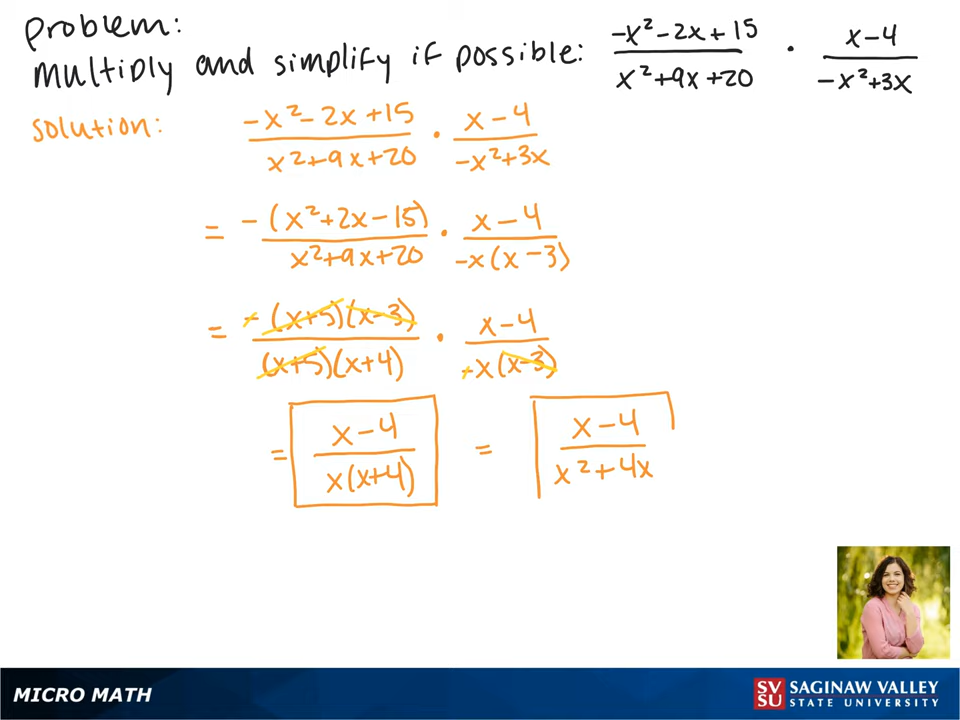 problem:
multiply and simplify if possible: (-x²-2x+15)/(x²+9x+20) · (x-4)/(-x²+3x)
solution: (-x²-2x+15)/(x²+9x+20) · (x-4)/(-x²+3x)
= -(x²+2x-15)/(x²+9x+20) · (x-4)/(-x(x-3))
= -(x+5)(x-3)/((x+5)(x+4)) · (x-4)/(-x(x-3))
= (x-4)/(x(x+4)) = (x-4)/(x²+4x)
MICRO MATH
SV SU SAGINAW VALLEY
STATE UNIVERSITY